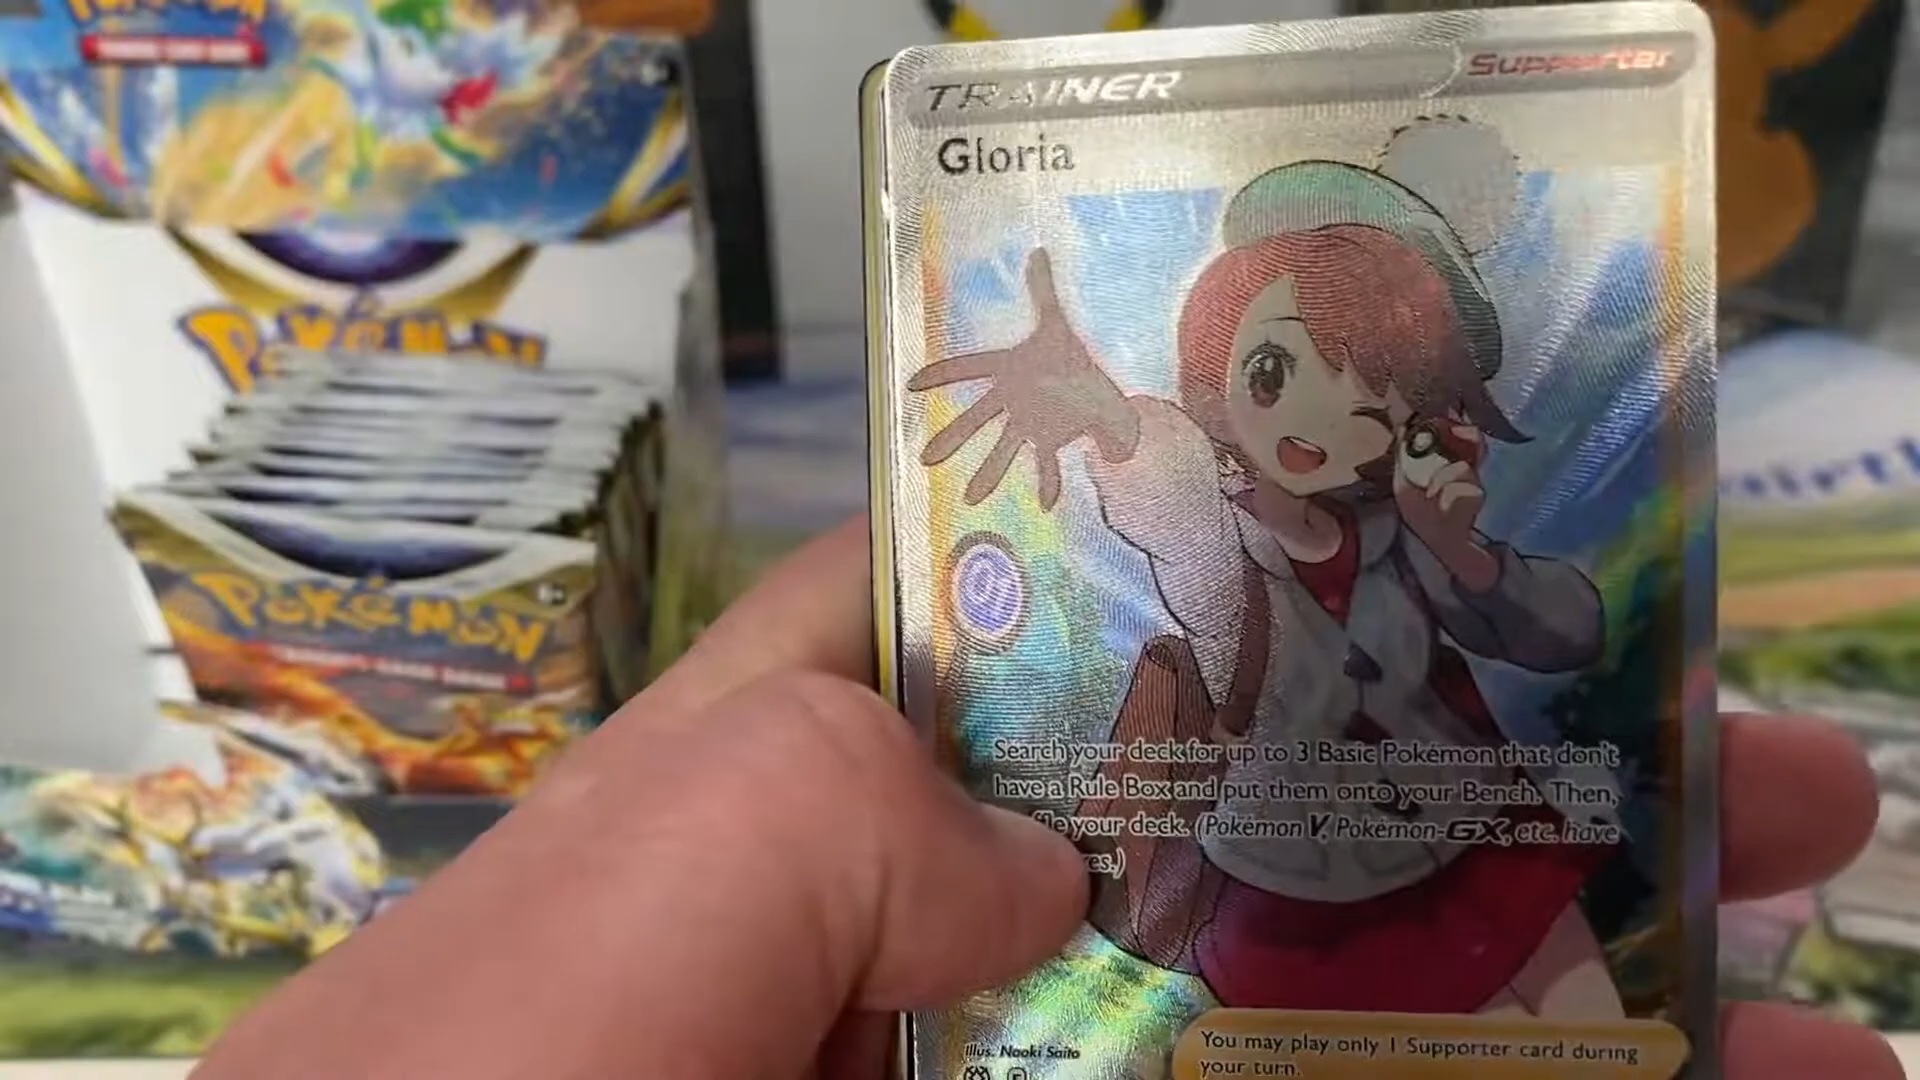 TRAINER
Supporter
Gloria
Search your deck for up to 3 Basic Pokémon that don't
have a Rule Box and put them onto your Bench. Then,
your deck. (Pokémon V, Pokémon-GX, etc. have
Illus. Naoki Saito
You may play only 1 Supporter card during
your turn.
POKÉMON
POKÉMON